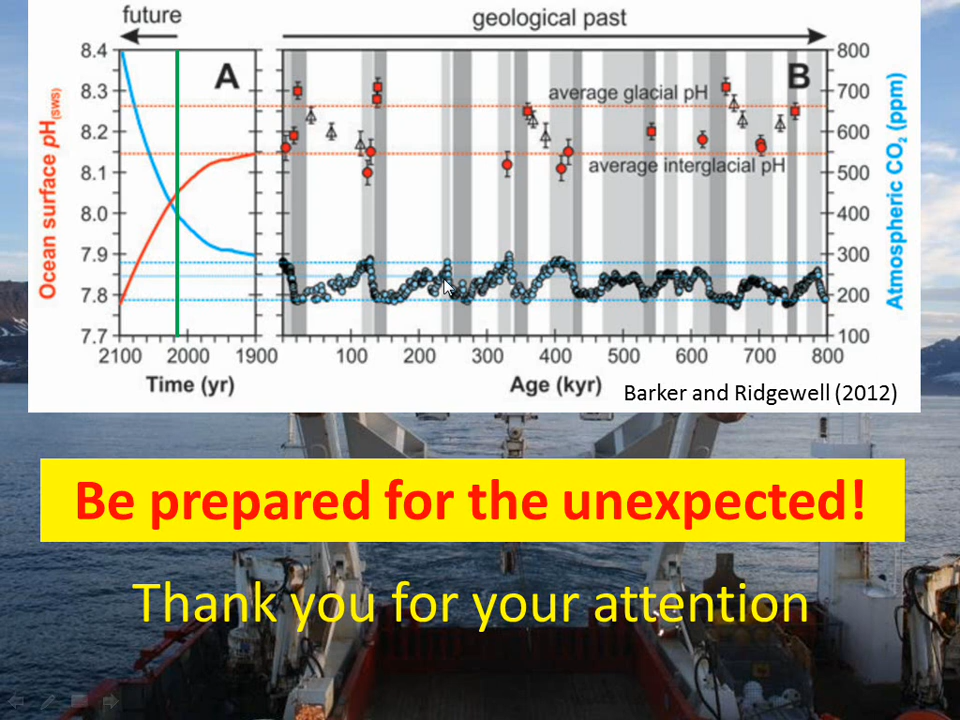 future
geological past
8.4
8.3
8.2
8.1
8.0
7.9
7.8
7.7
Ocean surface pH(SWS)
A
B
average glacial pH
average interglacial pH
800
700
600
500
400
300
200
100
Atmospheric CO2 (ppm)
2100 2000 1900
100 200 300 400 500 600 700 800
Time (yr)
Age (kyr)
Barker and Ridgewell (2012)
Be prepared for the unexpected!
Thank you for your attention